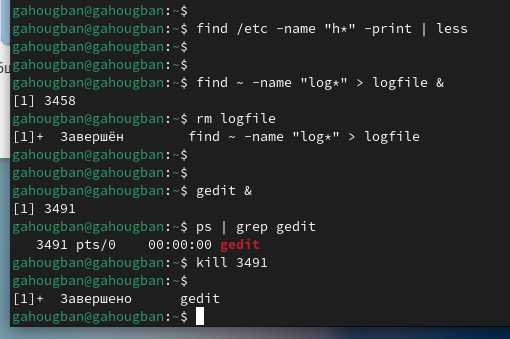 gahougban@gahougban:~$
gahougban@gahougban:~$ find /etc -name "h*" -print | less
gahougban@gahougban:~$
gahougban@gahougban:~$
gahougban@gahougban:~$ find ~ -name "log*" > logfile &
[1] 3458
gahougban@gahougban:~$ rm logfile
[1]+  Завершён        find ~ -name "log*" > logfile
gahougban@gahougban:~$
gahougban@gahougban:~$
gahougban@gahougban:~$ gedit &
[1] 3491
gahougban@gahougban:~$ ps | grep gedit
   3491 pts/0    00:00:00 gedit
gahougban@gahougban:~$ kill 3491
gahougban@gahougban:~$
[1]+  Завершено      gedit
gahougban@gahougban:~$